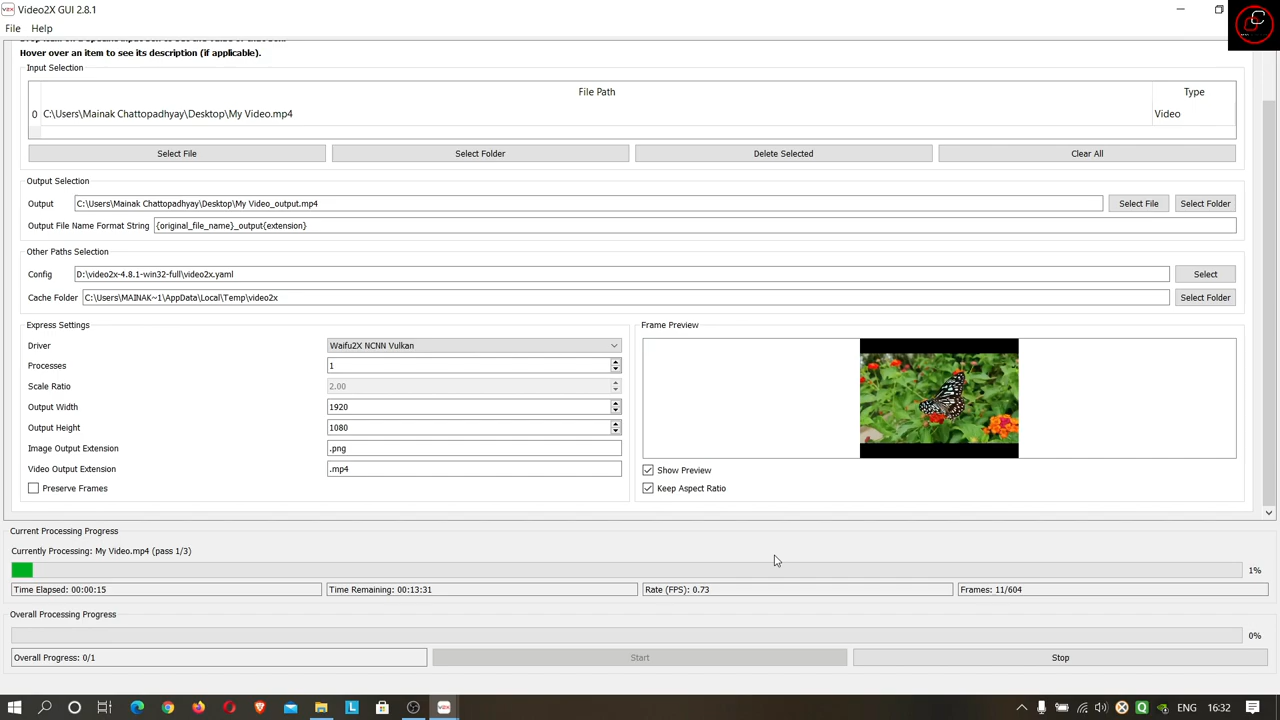 Video2X GUI 2.8.1
File Help
Hover over an item to see its description (if applicable).
Input Selection
File Path Type
0 C:\Users\Mainak Chattopadhyay\Desktop\My Video.mp4 Video
Select File Select Folder Delete Selected Clear All
Output Selection
Output C:\Users\Mainak Chattopadhyay\Desktop\My Video_output.mp4 Select File Select Folder
Output File Name Format String {original_file_name}_output{extension}
Other Paths Selection
Config D:\video2x-4.8.1-win32-full\video2x.yaml Select
Cache Folder C:\Users\MAINAK~1\AppData\Local\Temp\video2x Select Folder
Express Settings Frame Preview
Driver Waifu2X NCNN Vulkan
Processes 1
Scale Ratio 2.00
Output Width 1920
Output Height 1080
Image Output Extension .png
Video Output Extension .mp4
Show Preview
Preserve Frames Keep Aspect Ratio
Current Processing Progress
Currently Processing: My Video.mp4 (pass 1/3)
1%
Time Elapsed: 00:00:15 Time Remaining: 00:13:31 Rate (FPS): 0.73 Frames: 11/604
Overall Processing Progress
0%
Overall Progress: 0/1 Start Stop
ENG 16:32